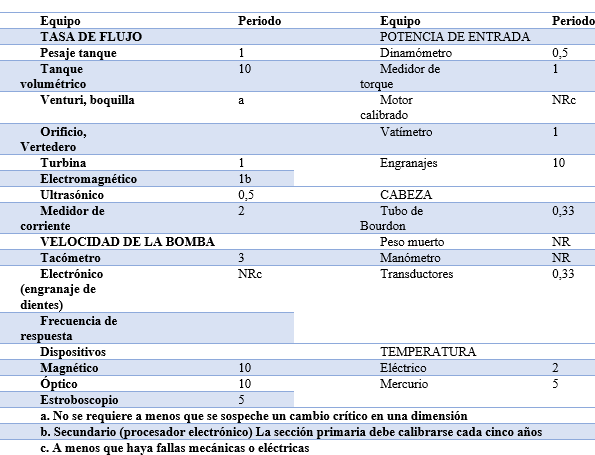 Equipo Periodo Equipo Periodo
TASA DE FLUJO POTENCIA DE ENTRADA
Pesaje tanque 1 Dinamómetro 0,5
Tanque 10 Medidor de 1
volumétrico torque
Venturi, boquilla a Motor NRc
calibrado
Orificio, Vatímetro 1
Vertedero
Turbina 1 Engranajes 10
Electromagnético 1b
Ultrasónico 0,5 CABEZA
Medidor de 2 Tubo de 0,33
corriente Bourdon
VELOCIDAD DE LA BOMBA Peso muerto NR
Tacómetro 3 Manómetro NR
Electrónico NRc Transductores 0,33
(engranaje de
dientes)
Frecuencia de
respuesta
Dispositivos TEMPERATURA
Magnético 10 Eléctrico 2
Óptico 10 Mercurio 5
Estroboscopio 5
a. No se requiere a menos que se sospeche un cambio crítico en una dimensión
b. Secundario (procesador electrónico) La sección primaria debe calibrarse cada cinco años
c. A menos que haya fallas mecánicas o eléctricas